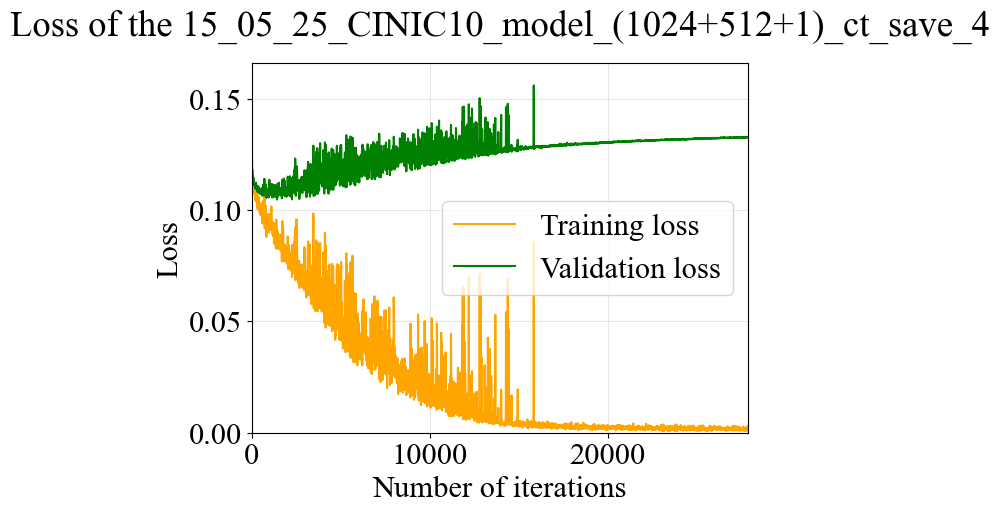 Loss of the 15_05_25_CINIC10_model_(1024+512+1)_ct_save_4
0.15
0.10
0.05
0.00
Loss
Training loss
Validation loss
0
10000
20000
Number of iterations